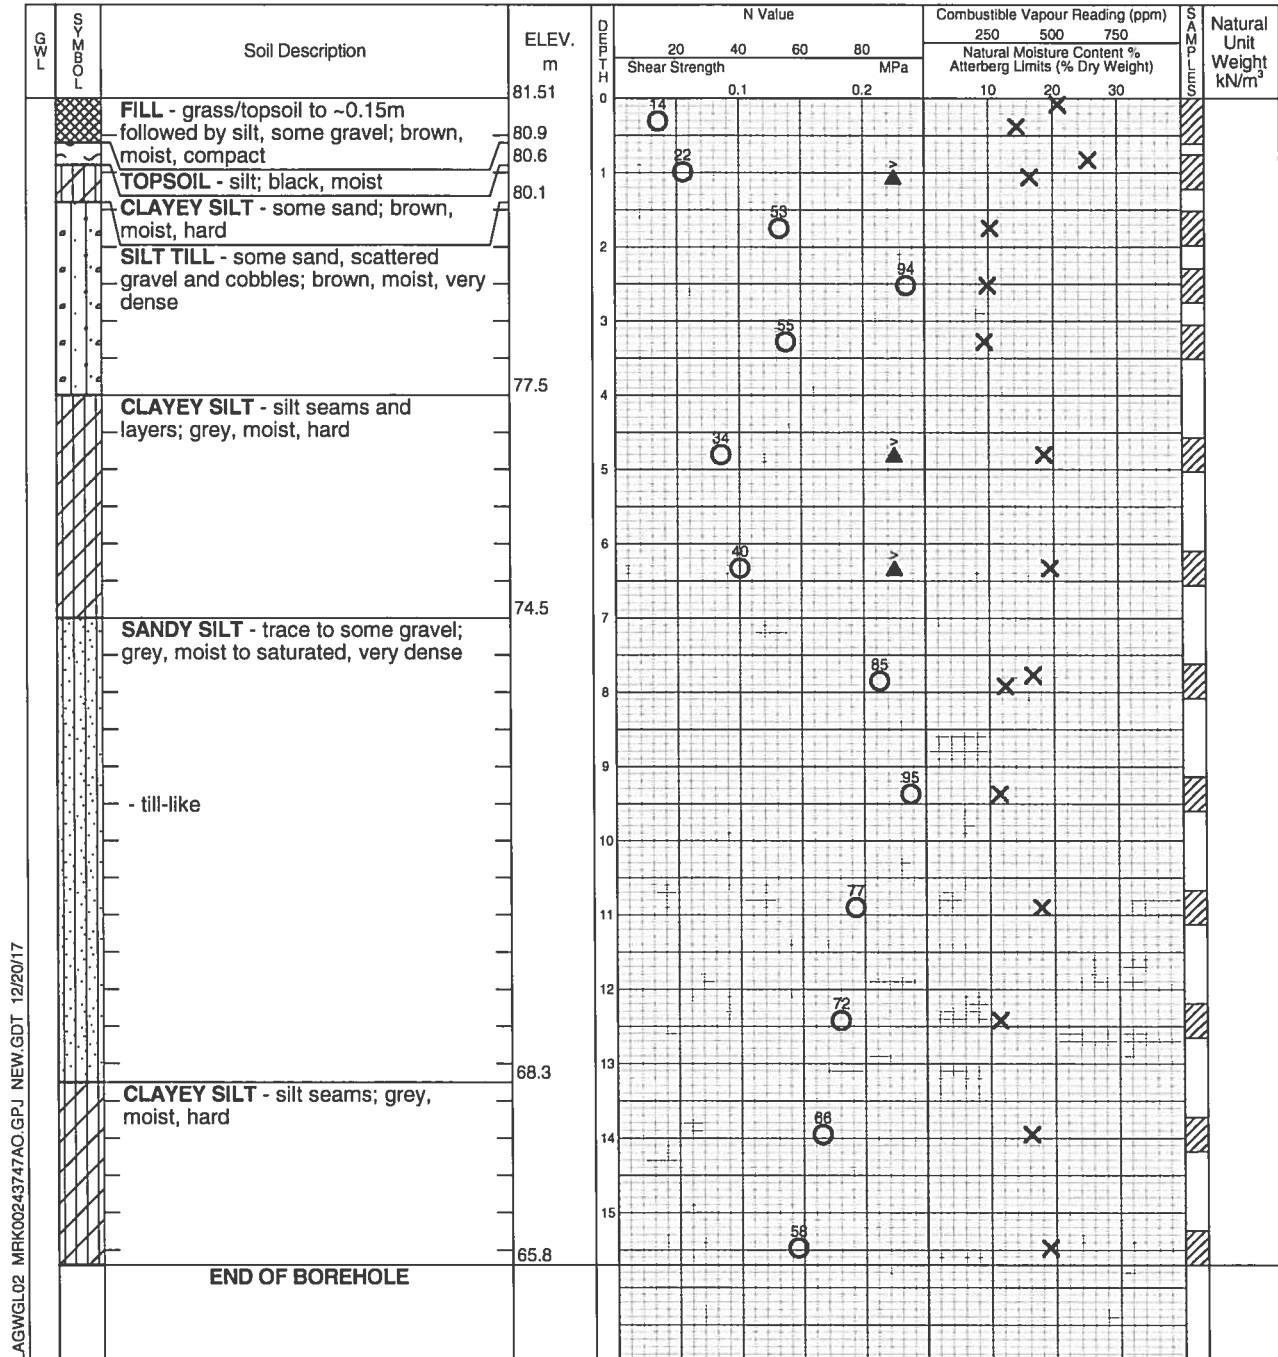 GWL
SYMBOL
Soil Description
ELEV.
m
DEPTH
N Value
20 40 60 80
Shear Strength MPa
0.1 0.2
Combustible Vapour Reading (ppm)
250 500 750
Natural Moisture Content %
Atterberg Limits (% Dry Weight)
10 20 30
SAMPLES
Natural
Unit
Weight
kN/m³
81.51
0
FILL - grass/topsoil to ~0.15m
followed by silt, some gravel; brown,
moist, compact
80.9
80.6
TOPSOIL - silt; black, moist
80.1
CLAYEY SILT - some sand; brown,
moist, hard
SILT TILL - some sand, scattered
gravel and cobbles; brown, moist, very
dense
77.5
CLAYEY SILT - silt seams and
layers; grey, moist, hard
74.5
SANDY SILT - trace to some gravel;
grey, moist to saturated, very dense
- till-like
68.3
CLAYEY SILT - silt seams; grey,
moist, hard
65.8
END OF BOREHOLE
14
22
>
1
53
2
94
3
55
4
34
>
5
6
40
>
7
85
8
9
95
10
77
11
12
72
13
66
14
15
58
LAGWGL02 MRK00243747AO.GPJ NEW.GDT 12/20/17